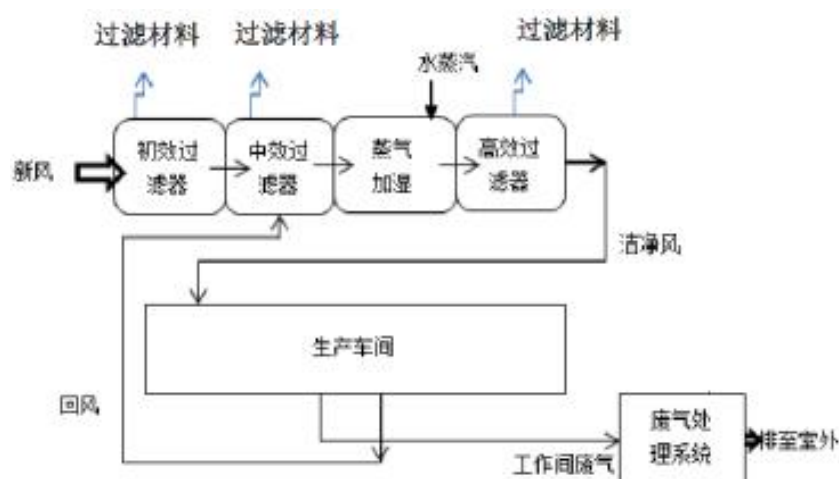 过滤材料
过滤材料
过滤材料
水蒸汽
新风
初效过
滤器
中效过
滤器
蒸气
加湿
高效过
滤器
洁净风
生产车间
回风
工作间废气
废气处
理系统
排至室外